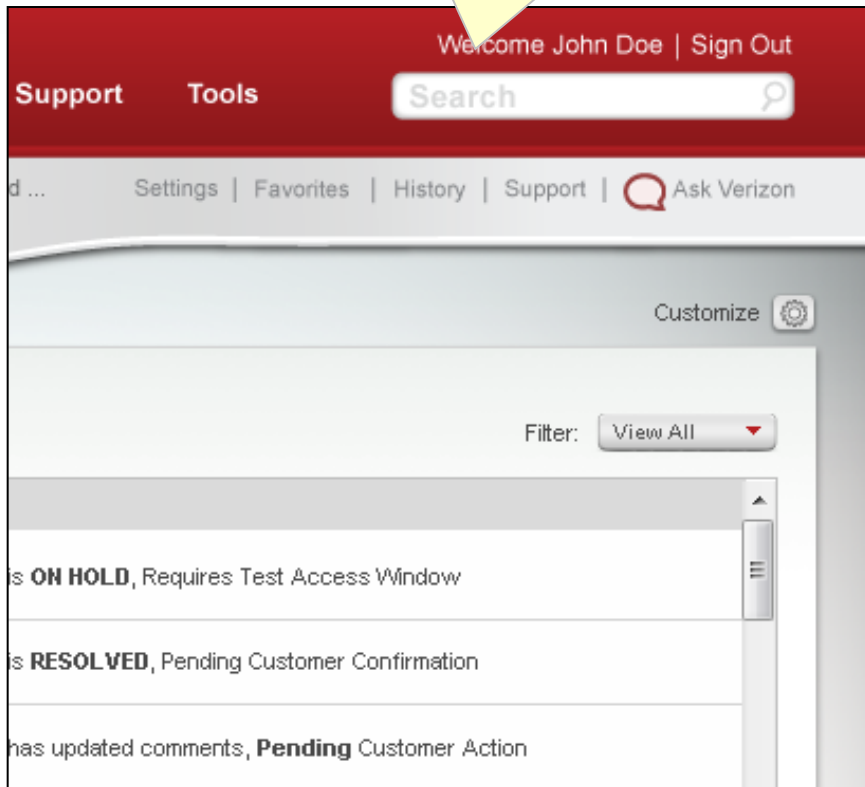 Welcome John Doe | Sign Out
Support Tools Search
d ... Settings | Favorites | History | Support | Ask Verizon
Customize
Filter: View All
is ON HOLD, Requires Test Access Window
is RESOLVED, Pending Customer Confirmation
has updated comments, Pending Customer Action